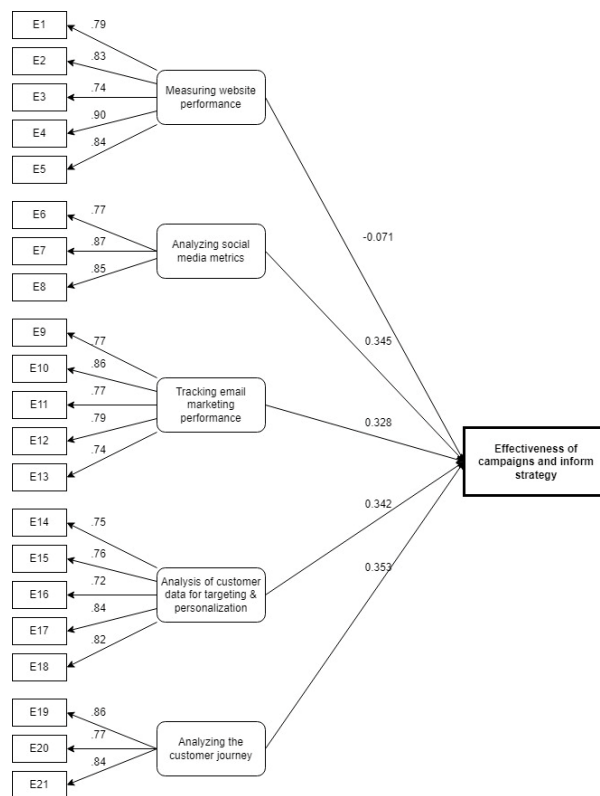 E1
.79
E2
.83
E3
.74
E4
.90
E5
.84
Measuring website
performance
-0.071
E6
.77
E7
.87
E8
.85
Analyzing social
media metrics
0.345
E9
.77
E10
.86
E11
.77
E12
.79
E13
.74
Tracking email
marketing
performance
0.328
Effectiveness of
campaigns and inform
strategy
E14
.75
E15
.76
E16
.72
E17
.84
E18
.82
Analysis of customer
data for targeting &
personalization
0.342
E19
.86
E20
.77
E21
.84
Analyzing the
customer journey
0.353